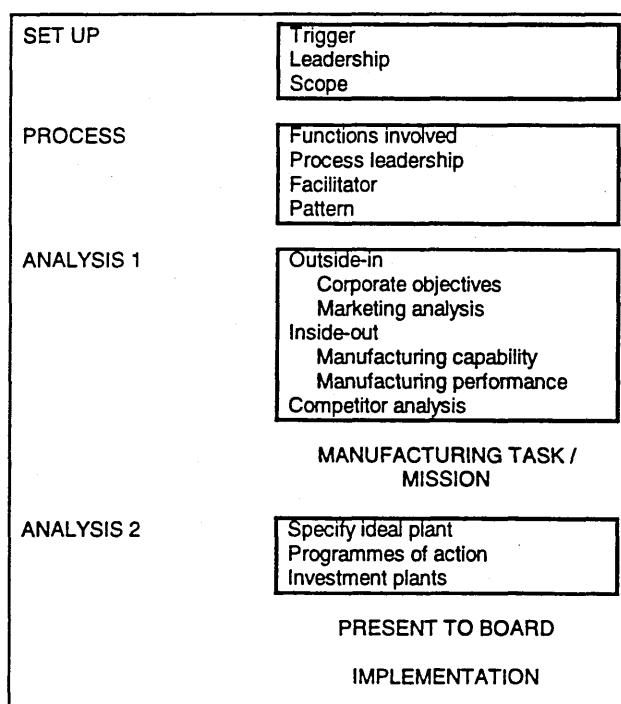 SET UP
Trigger
Leadership
Scope
PROCESS
Functions involved
Process leadership
Facilitator
Pattern
ANALYSIS 1
Outside-in
Corporate objectives
Marketing analysis
Inside-out
Manufacturing capability
Manufacturing performance
Competitor analysis
MANUFACTURING TASK /
MISSION
ANALYSIS 2
Specify ideal plant
Programmes of action
Investment plants
PRESENT TO BOARD
IMPLEMENTATION